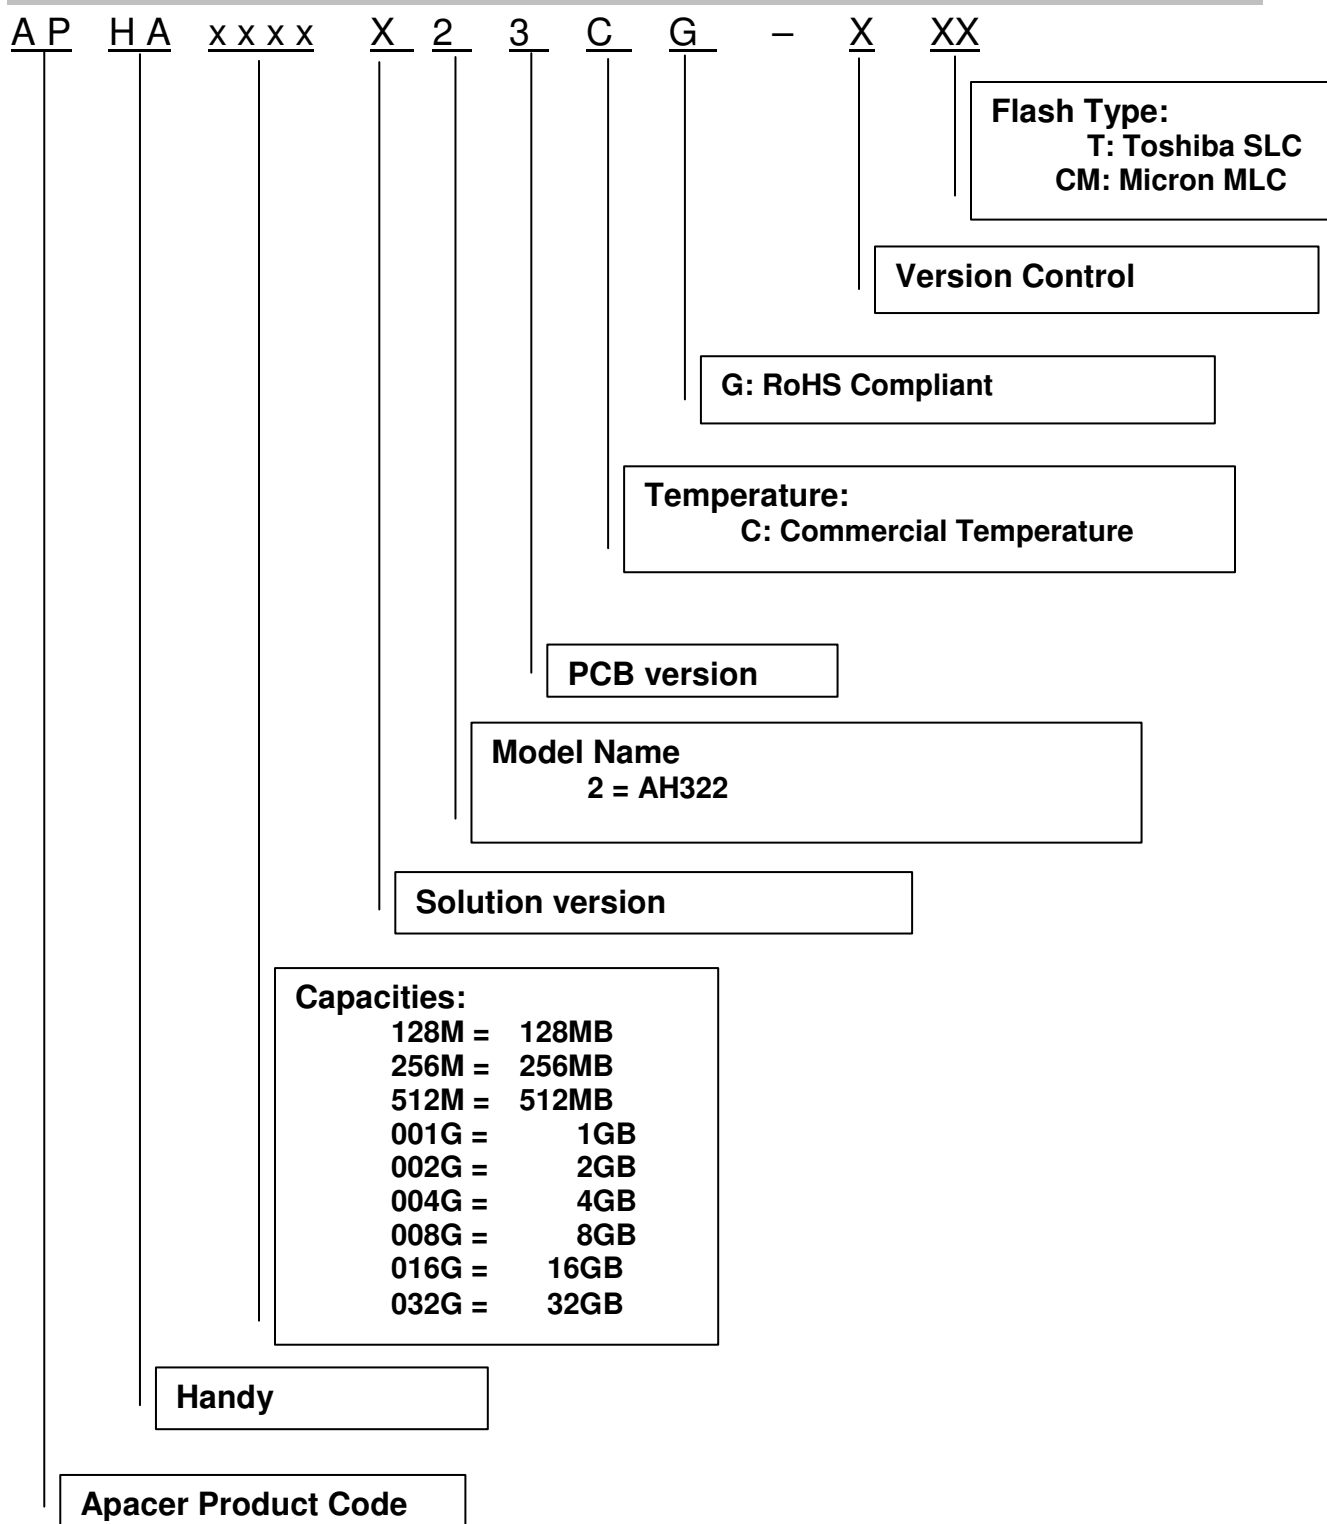 A P H A x x x x X 2 3 C G – X XX
Flash Type:
T: Toshiba SLC
CM: Micron MLC
Version Control
G: RoHS Compliant
Temperature:
C: Commercial Temperature
PCB version
Model Name
2 = AH322
Solution version
Capacities:
128M = 128MB
256M = 256MB
512M = 512MB
001G = 1GB
002G = 2GB
004G = 4GB
008G = 8GB
016G = 16GB
032G = 32GB
Handy
Apacer Product Code